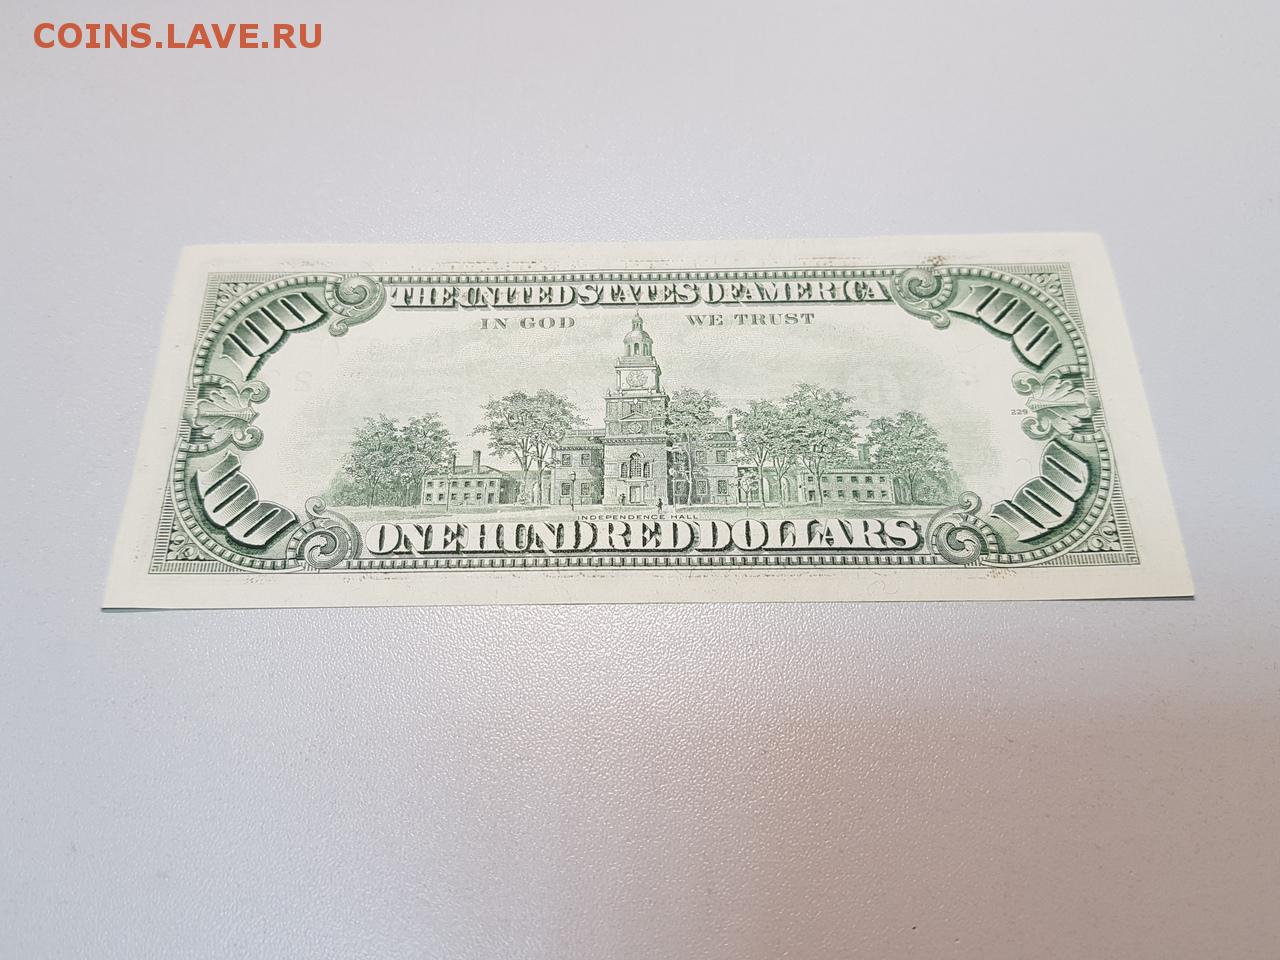 COINS.LAVE.RU
100 THE UNITED STATES OF AMERICA 100
IN GOD WE TRUST
229
100 INDEPENDENCE HALL 100
ONE HUNDRED DOLLARS